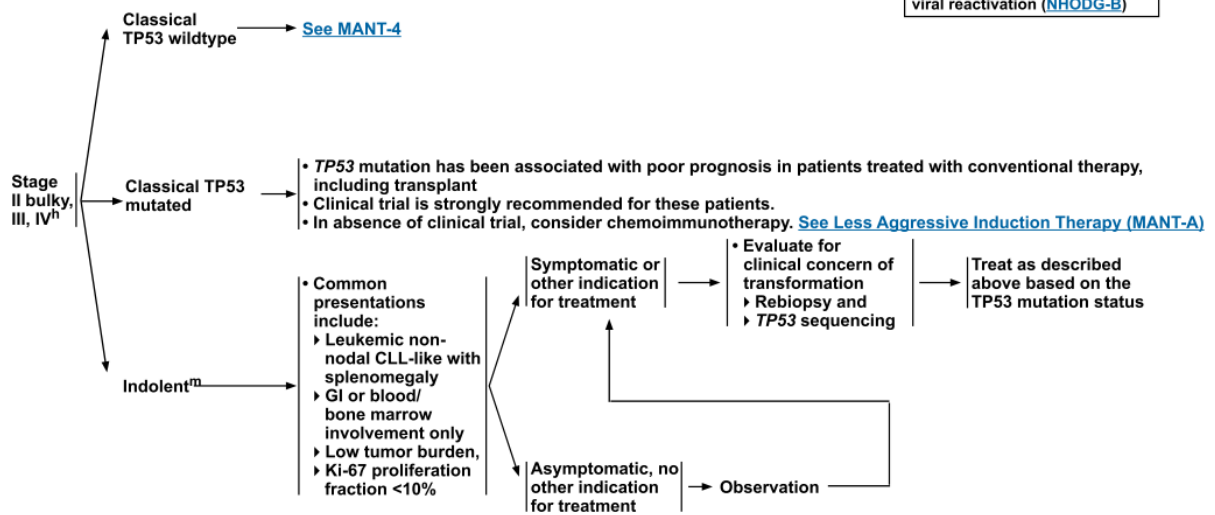 viral reactivation (NHODG-B)
Classical
TP53 wildtype
See MANT-4
Stage
II bulky,
III, IVh
Classical TP53
mutated
• TP53 mutation has been associated with poor prognosis in patients treated with conventional therapy,
including transplant
• Clinical trial is strongly recommended for these patients.
• In absence of clinical trial, consider chemoimmunotherapy. See Less Aggressive Induction Therapy (MANT-A)
Indolentm
• Common
presentations
include:
▸ Leukemic non-
nodal CLL-like with
splenomegaly
▸ GI or blood/
bone marrow
involvement only
▸ Low tumor burden,
▸ Ki-67 proliferation
fraction <10%
Symptomatic or
other indication
for treatment
• Evaluate for
clinical concern of
transformation
▸ Rebiopsy and
▸ TP53 sequencing
Treat as described
above based on the
TP53 mutation status
Asymptomatic, no
other indication
for treatment
Observation